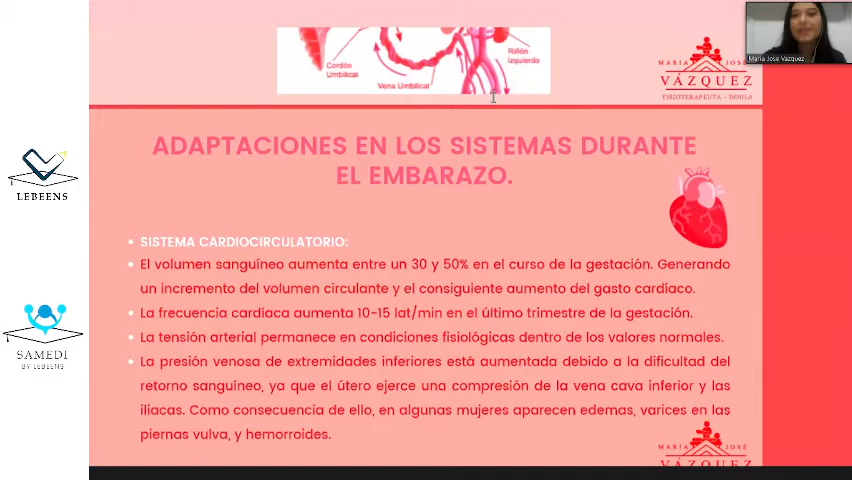 Cordón
Umbilical
Vena Umbilical
Riñón
izquierdo
MARIA JOSE
VÁZQUEZ
FISIOTERAPEUTA - DOULA
Maria Jose Vazquez
ADAPTACIONES EN LOS SISTEMAS DURANTE
EL EMBARAZO.
LEBEENS
SAMEDI
BY LEBEENS
• SISTEMA CARDIOCIRCULATORIO:
• El volumen sanguíneo aumenta entre un 30 y 50% en el curso de la gestación. Generando
un incremento del volumen circulante y el consiguiente aumento del gasto cardíaco.
• La frecuencia cardíaca aumenta 10-15 lat/min en el último trimestre de la gestación.
• La tensión arterial permanece en condiciones fisiológicas dentro de los valores normales.
• La presión venosa de extremidades inferiores está aumentada debido a la dificultad del
retorno sanguíneo, ya que el útero ejerce una compresión de la vena cava inferior y las
iliacas. Como consecuencia de ello, en algunas mujeres aparecen edemas, varices en las
piernas vulva, y hemorroides.
MARIA JOSE
VÁZQUEZ